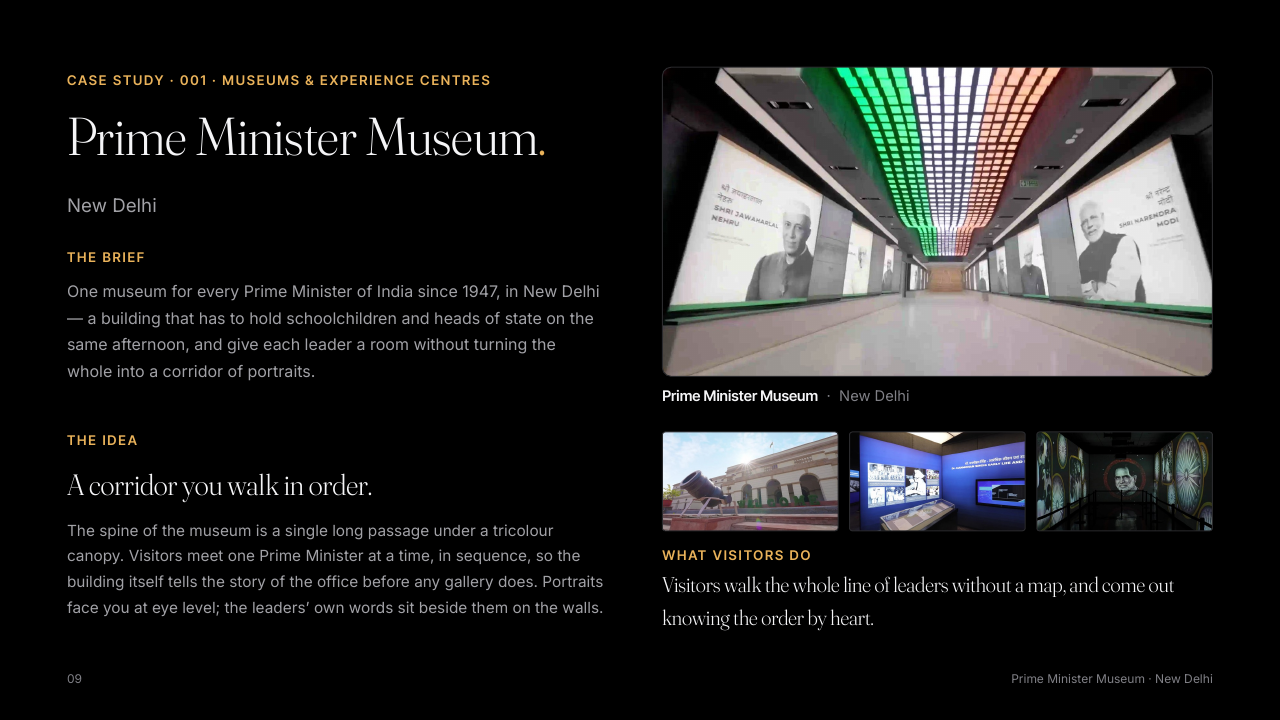 CASE STUDY · 001 · MUSEUMS & EXPERIENCE CENTRES
Prime Minister Museum.
New Delhi
THE BRIEF
One museum for every Prime Minister of India since 1947, in New Delhi
— a building that has to hold schoolchildren and heads of state on the
same afternoon, and give each leader a room without turning the
whole into a corridor of portraits.
THE IDEA
A corridor you walk in order.
The spine of the museum is a single long passage under a tricolour
canopy. Visitors meet one Prime Minister at a time, in sequence, so the
building itself tells the story of the office before any gallery does. Portraits
face you at eye level; the leaders’ own words sit beside them on the walls.
श्री जवाहरलाल
नेहरू
SHRI JAWAHARLAL
NEHRU
श्री नरेन्द्र
मोदी
SHRI NARENDRA
MODI
Prime Minister Museum · New Delhi
WELCOME
WHAT VISITORS DO
Visitors walk the whole line of leaders without a map, and come out
knowing the order by heart.
09
Prime Minister Museum · New Delhi